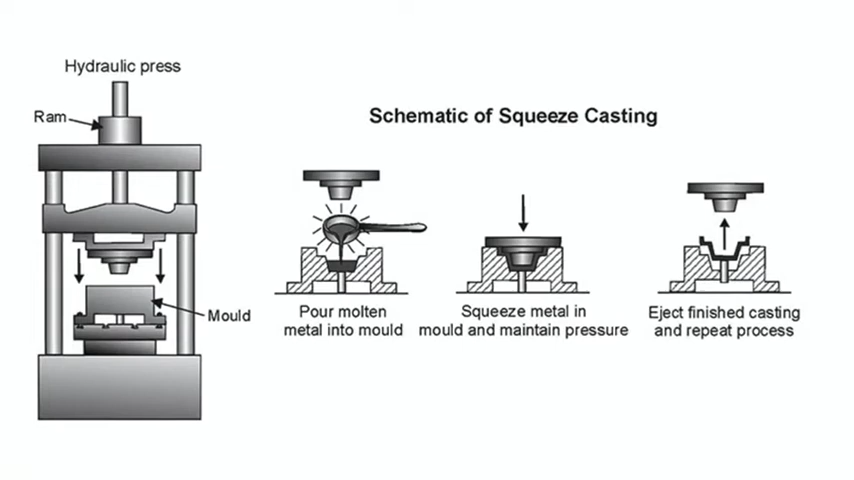 Hydraulic press
Ram
Schematic of Squeeze Casting
Mould
Pour molten
metal into mould
Squeeze metal in
mould and maintain pressure
Eject finished casting
and repeat process